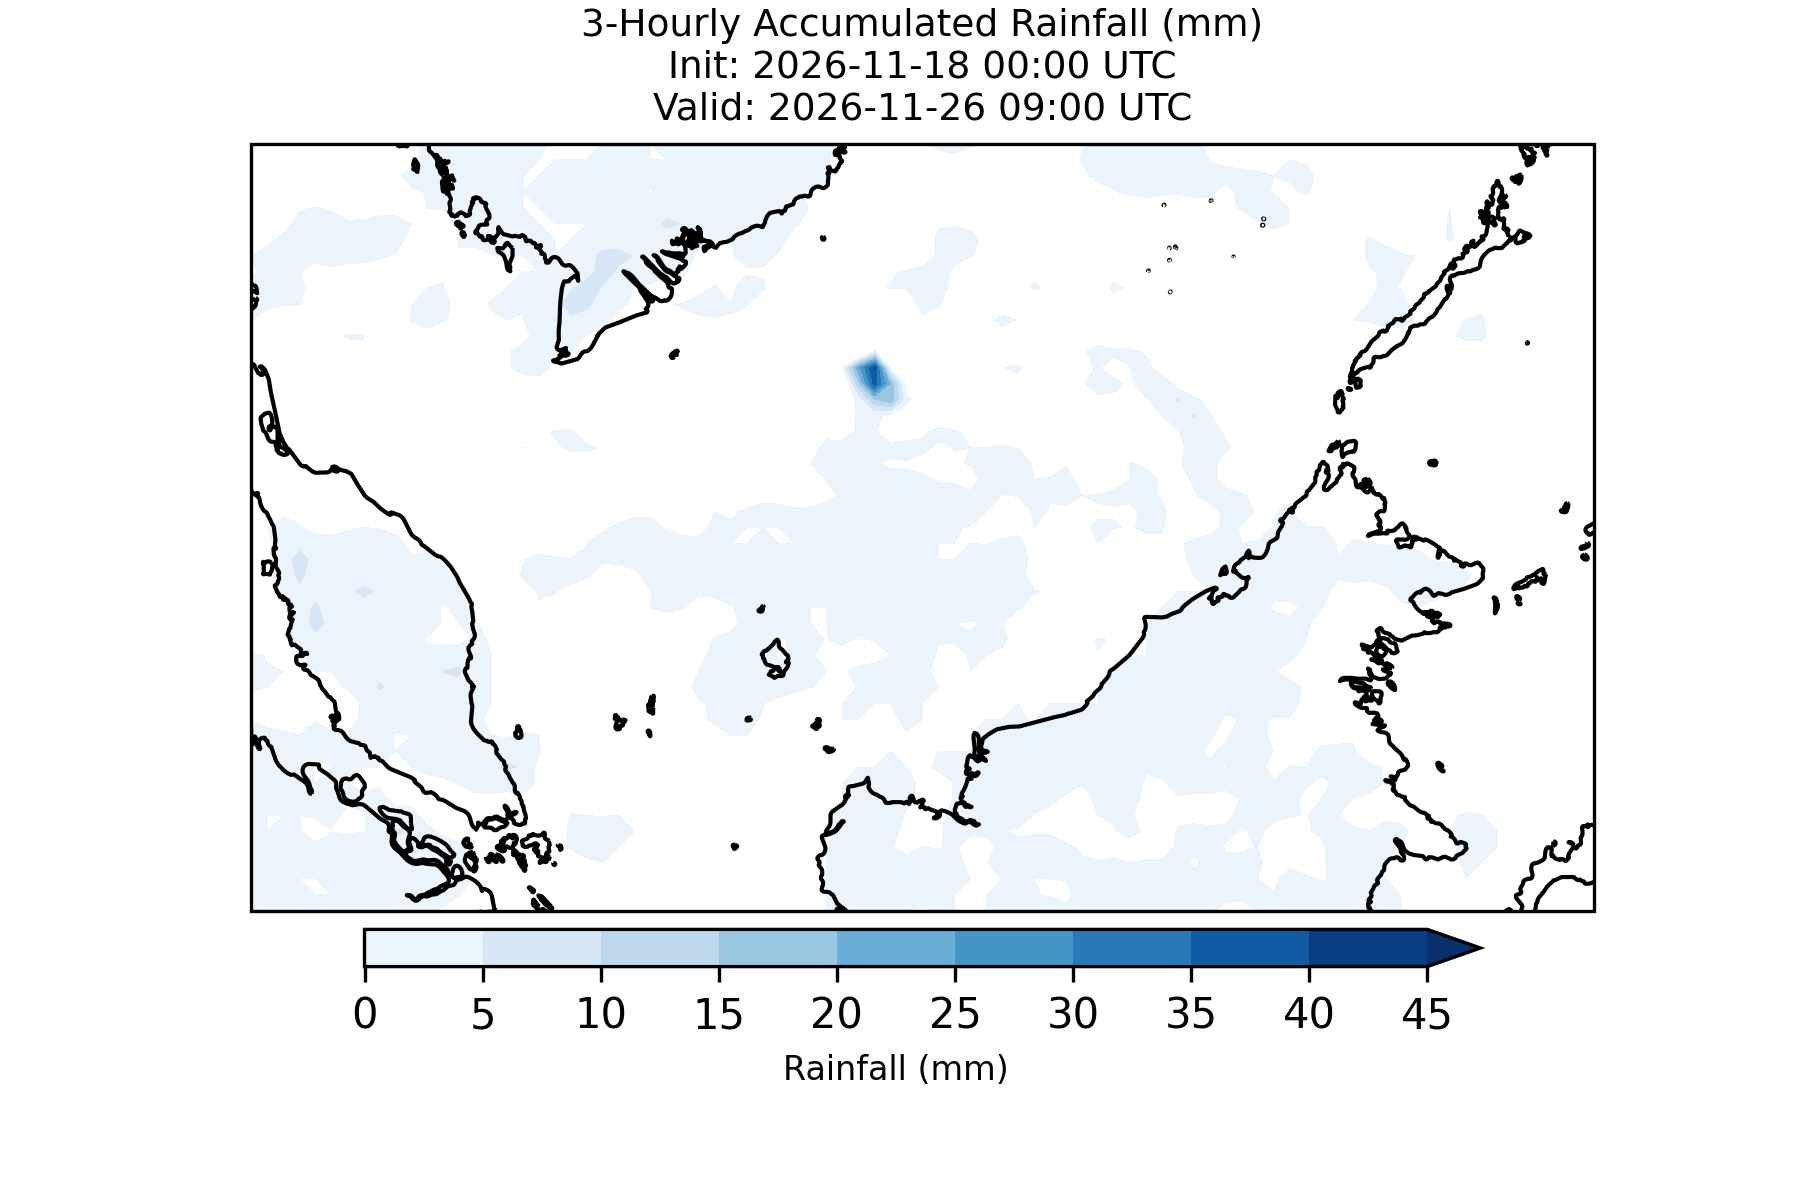 3-Hourly Accumulated Rainfall (mm)
Init: 2026-11-18 00:00 UTC
Valid: 2026-11-26 09:00 UTC
0 5 10 15 20 25 30 35 40 45
Rainfall (mm)